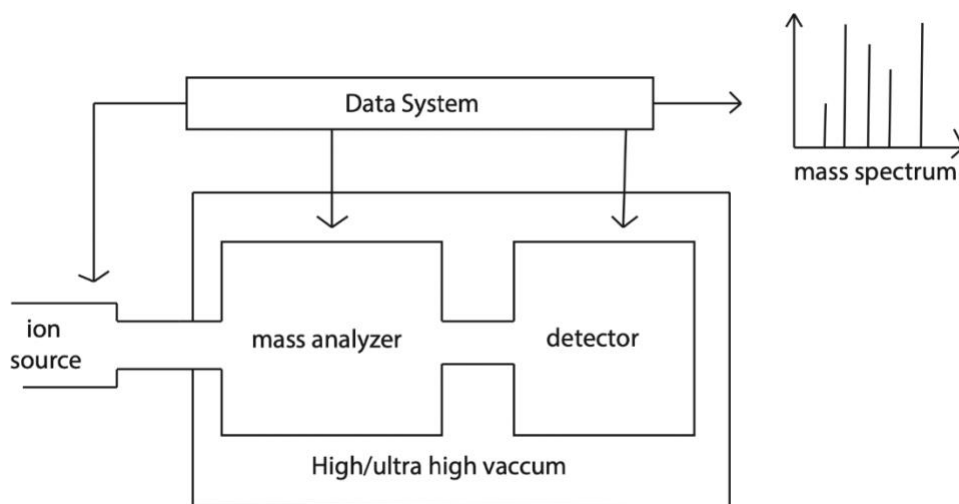 Data System
mass spectrum
ion
source
mass analyzer
detector
High/ultra high vaccum